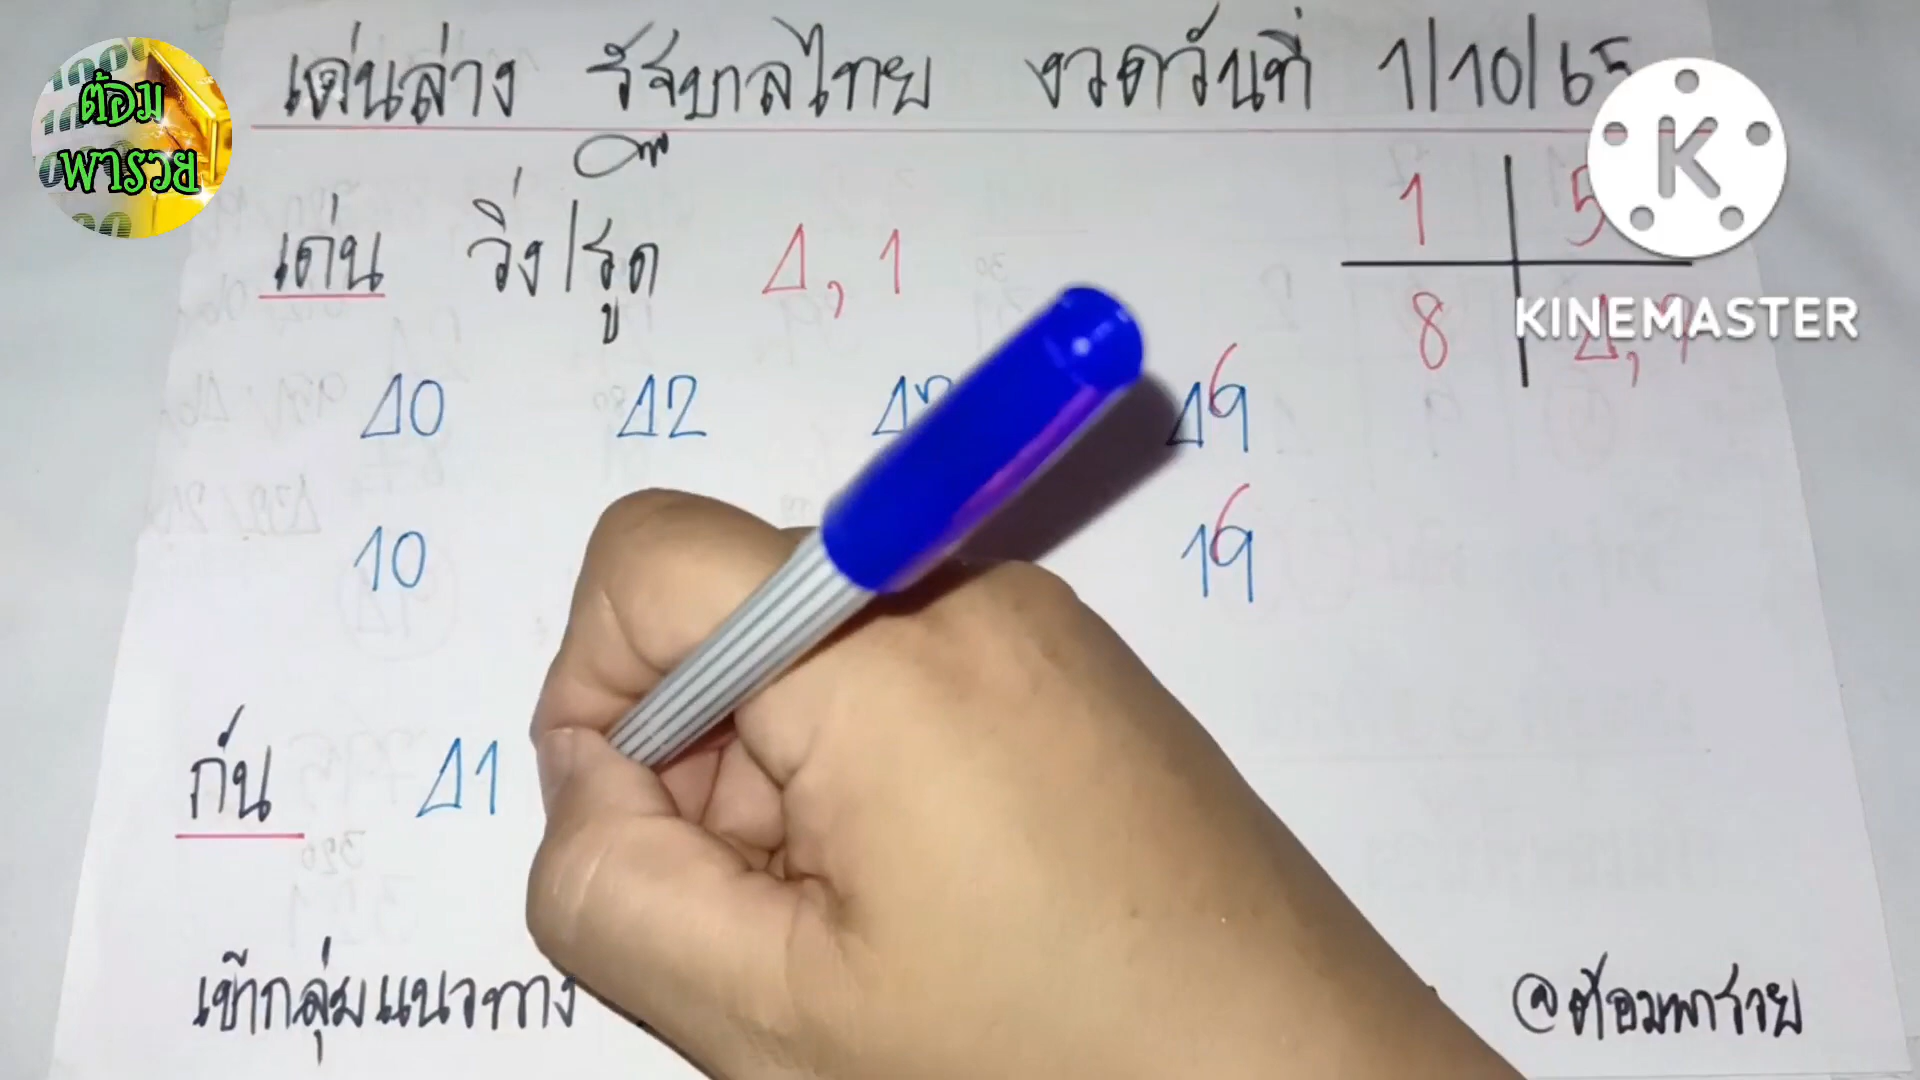 ต้อม
พารวย
เด่นล่าง รัฐบาลไทย งวดวันที่ 1/10/65
เด่น วิ่ง/รูด 4, 1
1 5
8 4, 7
KINEMASTER
40 42 49
10 19
กัน 41
เข้ากลุ่มแนวทาง
@ต้อมพารวย